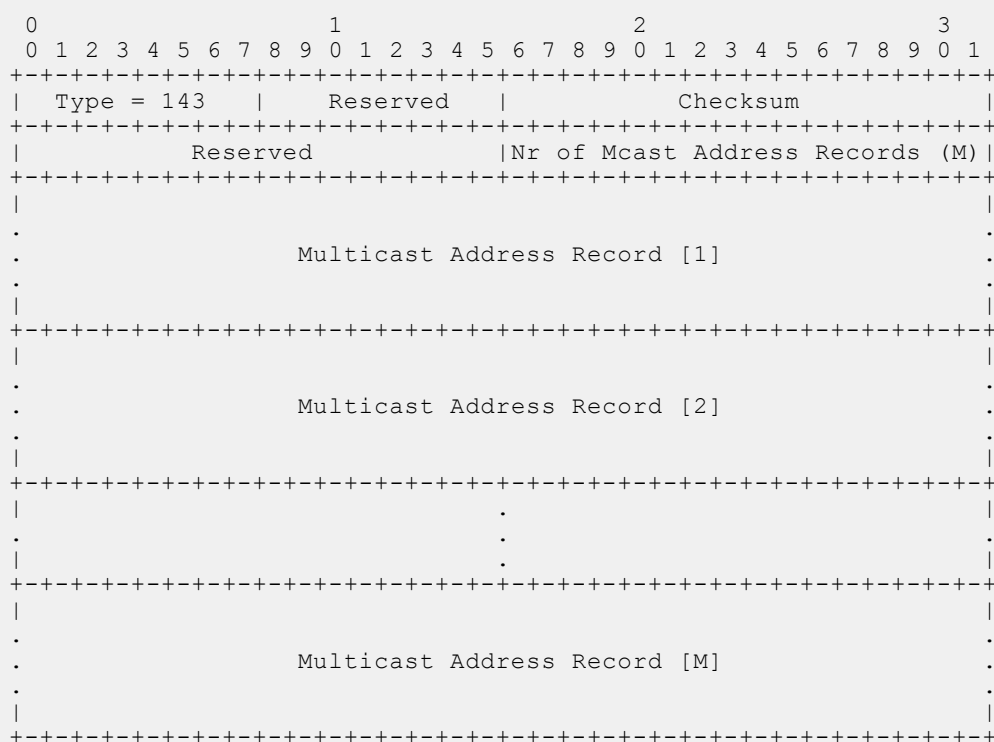 0                   1                   2                   3
 0 1 2 3 4 5 6 7 8 9 0 1 2 3 4 5 6 7 8 9 0 1 2 3 4 5 6 7 8 9 0 1
+-+-+-+-+-+-+-+-+-+-+-+-+-+-+-+-+-+-+-+-+-+-+-+-+-+-+-+-+-+-+-+-+
|  Type = 143   |    Reserved   |           Checksum            |
+-+-+-+-+-+-+-+-+-+-+-+-+-+-+-+-+-+-+-+-+-+-+-+-+-+-+-+-+-+-+-+-+
|           Reserved            |Nr of Mcast Address Records (M)|
+-+-+-+-+-+-+-+-+-+-+-+-+-+-+-+-+-+-+-+-+-+-+-+-+-+-+-+-+-+-+-+-+
|                                                               |
.                                                               .
.                  Multicast Address Record [1]                 .
.                                                               .
|                                                               |
+-+-+-+-+-+-+-+-+-+-+-+-+-+-+-+-+-+-+-+-+-+-+-+-+-+-+-+-+-+-+-+-+
|                                                               |
.                                                               .
.                  Multicast Address Record [2]                 .
.                                                               .
|                                                               |
+-+-+-+-+-+-+-+-+-+-+-+-+-+-+-+-+-+-+-+-+-+-+-+-+-+-+-+-+-+-+-+-+
|                               .                               |
.                               .                               .
|                               .                               |
+-+-+-+-+-+-+-+-+-+-+-+-+-+-+-+-+-+-+-+-+-+-+-+-+-+-+-+-+-+-+-+-+
|                                                               |
.                                                               .
.                  Multicast Address Record [M]                 .
.                                                               .
|                                                               |
+-+-+-+-+-+-+-+-+-+-+-+-+-+-+-+-+-+-+-+-+-+-+-+-+-+-+-+-+-+-+-+-+